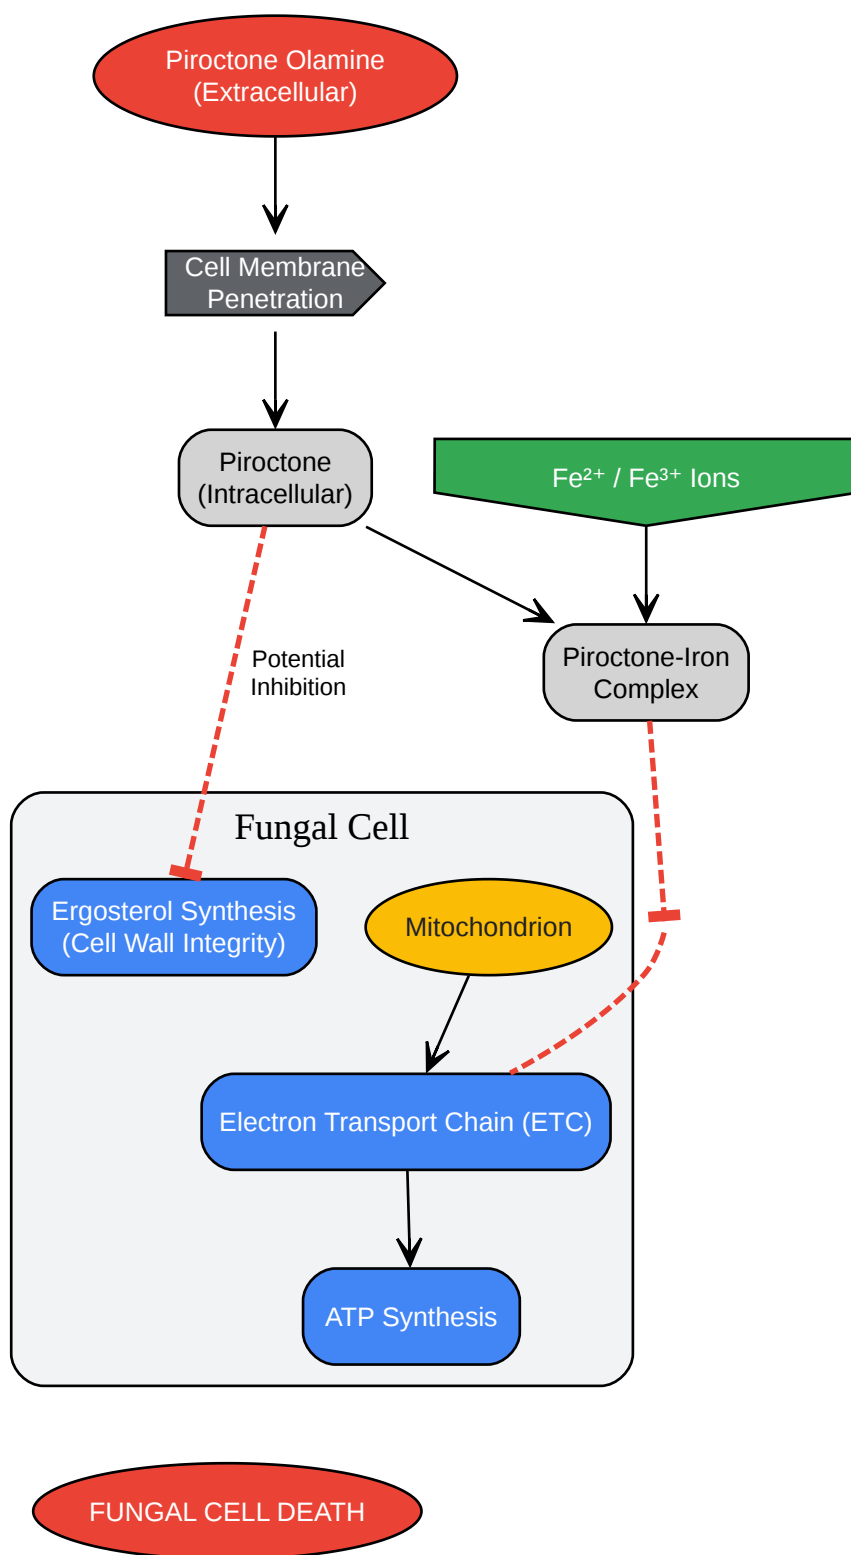 Piroctone Olamine
(Extracellular)
Cell Membrane
Penetration
Piroctone
(Intracellular)
Fe²⁺ / Fe³⁺ Ions
Potential
Inhibition
Piroctone-Iron
Complex
Fungal Cell
Ergosterol Synthesis
(Cell Wall Integrity)
Mitochondrion
Electron Transport Chain (ETC)
ATP Synthesis
FUNGAL CELL DEATH